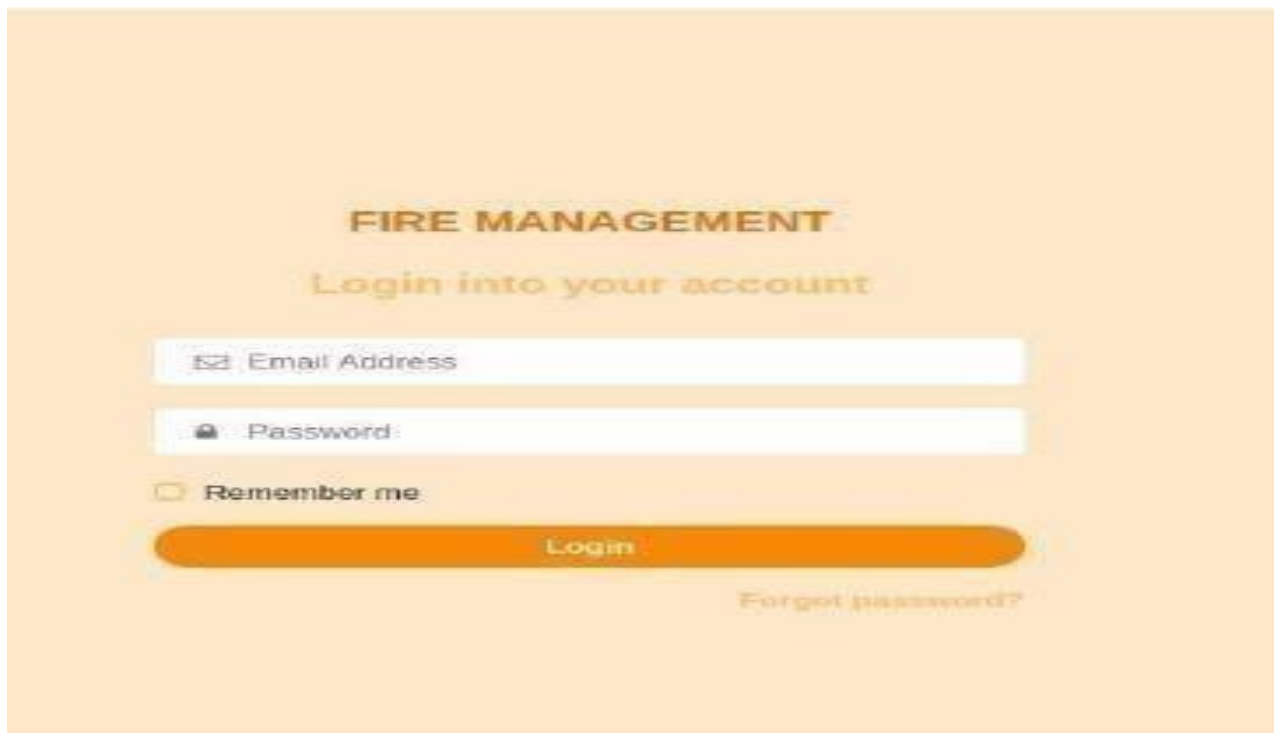 FIRE MANAGEMENT
Login into your account
Email Address
Password
Remember me
Login
Forgot password?